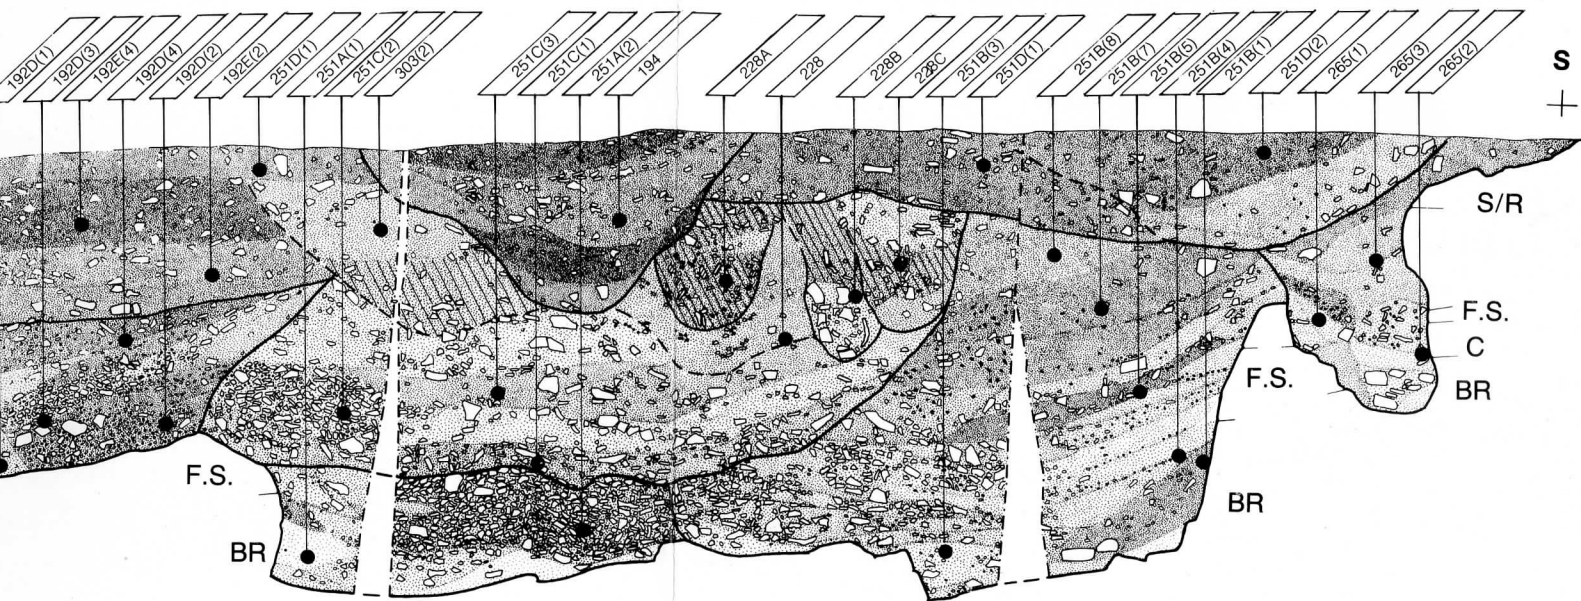 192D(1)
192D(3)
192E(4)
192D(4)
192D(2)
192E(2)
251D(1)
251A(1)
251C(2)
303(2)
251C(3)
251C(1)
251A(2)
194
228A
228
228B
228C
251B(3)
251D(1)
251B(8)
251B(7)
251B(5)
251B(4)
251B(1)
251D(2)
265(1)
265(3)
265(2)
S
S/R
F.S.
C
F.S.
BR
F.S.
BR
BR